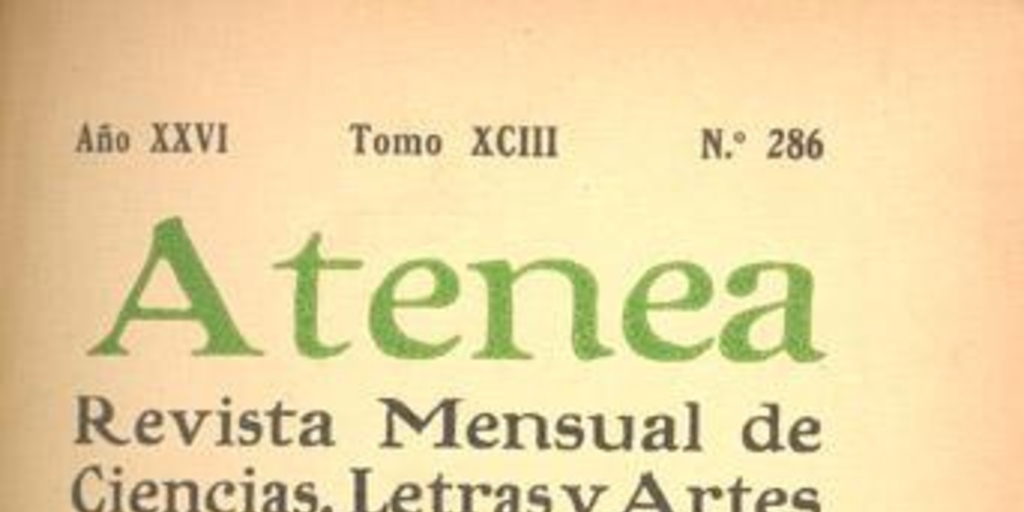 Año XXVI Tomo XCIII N.° 286
Atenea
Revista Mensual de
Ciencias, Letras y Artes